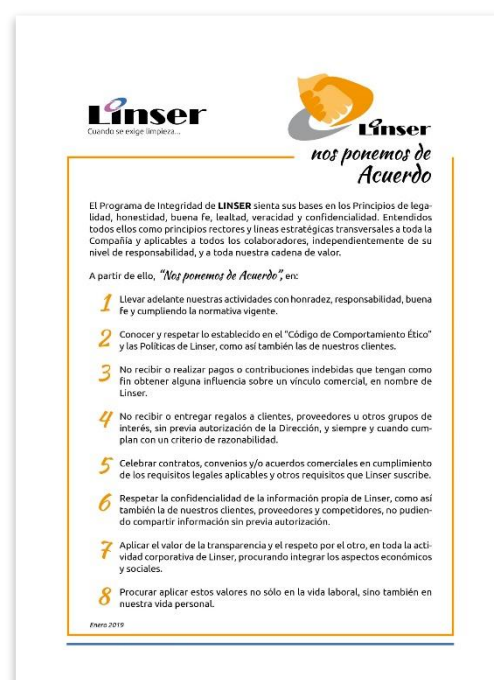 Linser
Cuando se exige limpieza...
Linser
nos ponemos de
Acuerdo
El Programa de Integridad de LINSER sienta sus bases en los Principios de lega-
lidad, honestidad, buena fe, lealtad, veracidad y confidencialidad. Entendidos
todos ellos como principios rectores y líneas estratégicas transversales a toda la
Compañía y aplicables a todos los colaboradores, independientemente de su
nivel de responsabilidad, y a toda nuestra cadena de valor.
A partir de ello, "Nos ponemos de Acuerdo", en:
1 Llevar adelante nuestras actividades con honradez, responsabilidad, buena
fe y cumpliendo la normativa vigente.
2 Conocer y respetar lo establecido en el "Código de Comportamiento Ético"
y las Políticas de Linser, como así también las de nuestros clientes.
3 No recibir o realizar pagos o contribuciones indebidas que tengan como
fin obtener alguna influencia sobre un vínculo comercial, en nombre de
Linser.
4 No recibir o entregar regalos a clientes, proveedores u otros grupos de
interés, sin previa autorización de la Dirección, y siempre y cuando cum-
plan con un criterio de razonabilidad.
5 Celebrar contratos, convenios y/o acuerdos comerciales en cumplimiento
de los requisitos legales aplicables y otros requisitos que Linser suscribe.
6 Respetar la confidencialidad de la información propia de Linser, como así
también la de nuestros clientes, proveedores y competidores, no pudien-
do compartir información sin previa autorización.
7 Aplicar el valor de la transparencia y el respeto por el otro, en toda la acti-
vidad corporativa de Linser, procurando integrar los aspectos económicos
y sociales.
8 Procurar aplicar estos valores no sólo en la vida laboral, sino también en
nuestra vida personal.
Enero 2019